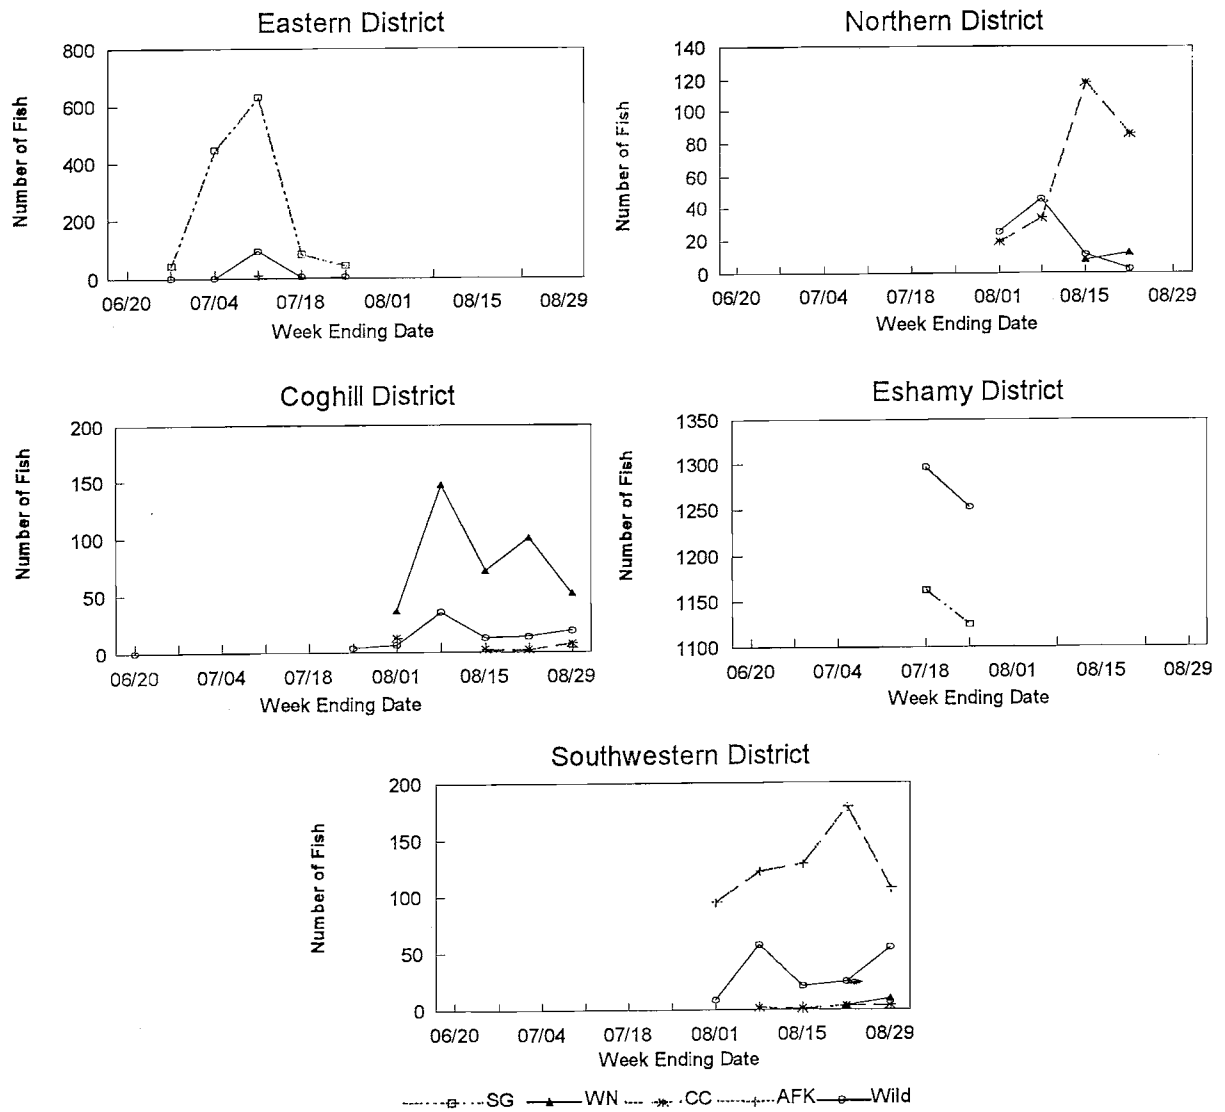 Eastern District
800
600
400
200
0
Number of Fish
06/20 07/04 07/18 08/01 08/15 08/29
Week Ending Date
Northern District
140
120
100
80
60
40
20
0
Number of Fish
06/20 07/04 07/18 08/01 08/15 08/29
Week Ending Date
Coghill District
200
150
100
50
0
Number of Fish
06/20 07/04 07/18 08/01 08/15 08/29
Week Ending Date
Eshamy District
1350
1300
1250
1200
1150
1100
Number of Fish
06/20 07/04 07/18 08/01 08/15 08/29
Week Ending Date
Southwestern District
200
150
100
50
0
Number of Fish
06/20 07/04 07/18 08/01 08/15 08/29
Week Ending Date
SG WN CC AFK Wild